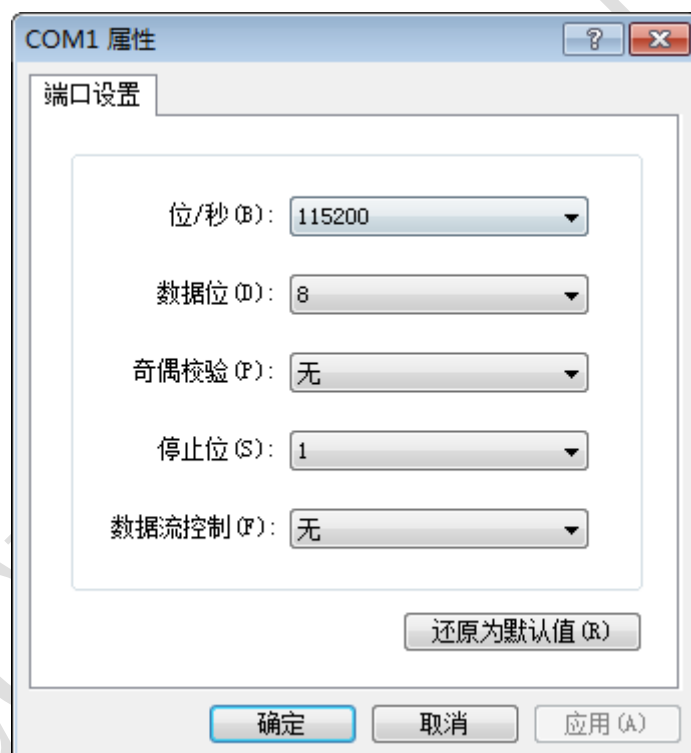 COM1 属性
端口设置
位/秒(B): 115200
数据位(D): 8
奇偶校验(P): 无
停止位(S): 1
数据流控制(F): 无
还原为默认值(R)
确定 取消 应用(A)